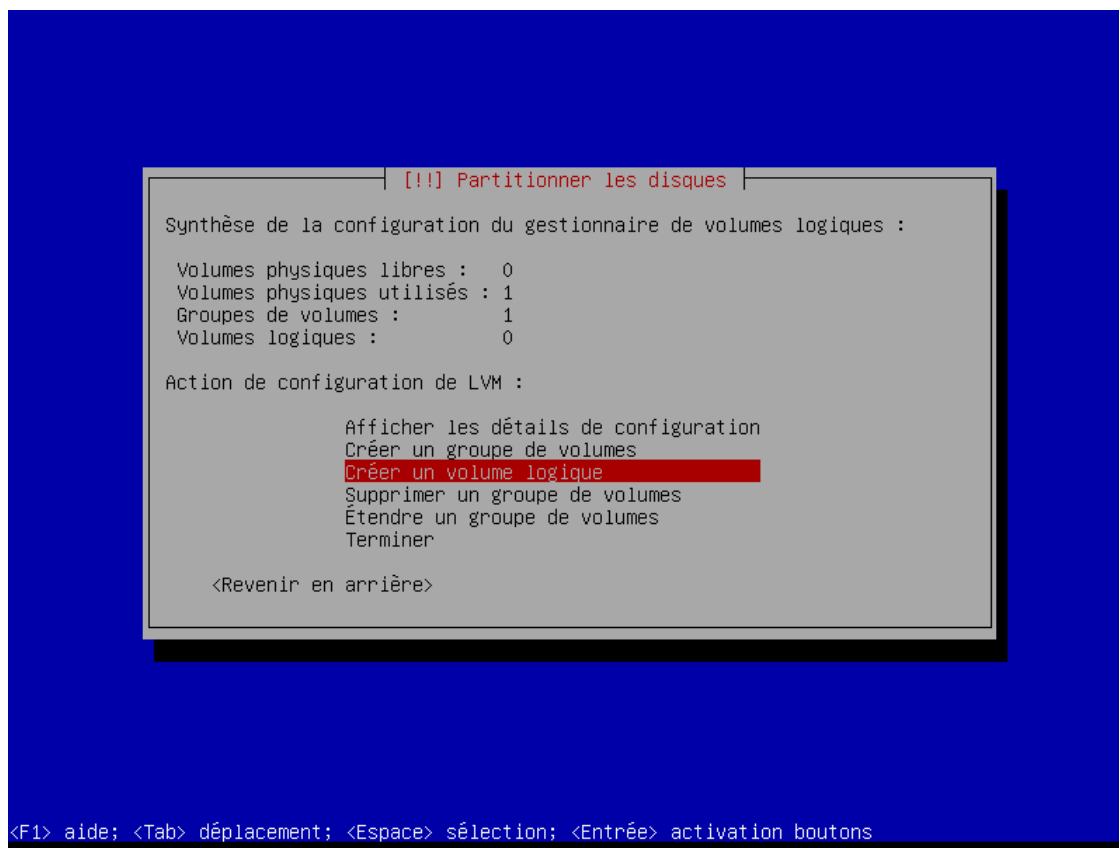 [!!] Partitionner les disques
Synthèse de la configuration du gestionnaire de volumes logiques :
Volumes physiques libres : 0
Volumes physiques utilisés : 1
Groupes de volumes : 1
Volumes logiques : 0
Action de configuration de LVM :
Afficher les détails de configuration
Créer un groupe de volumes
Créer un volume logique
Supprimer un groupe de volumes
Étendre un groupe de volumes
Terminer
<Revenir en arrière>
<F1> aide; <Tab> déplacement; <Espace> sélection; <Entrée> activation boutons